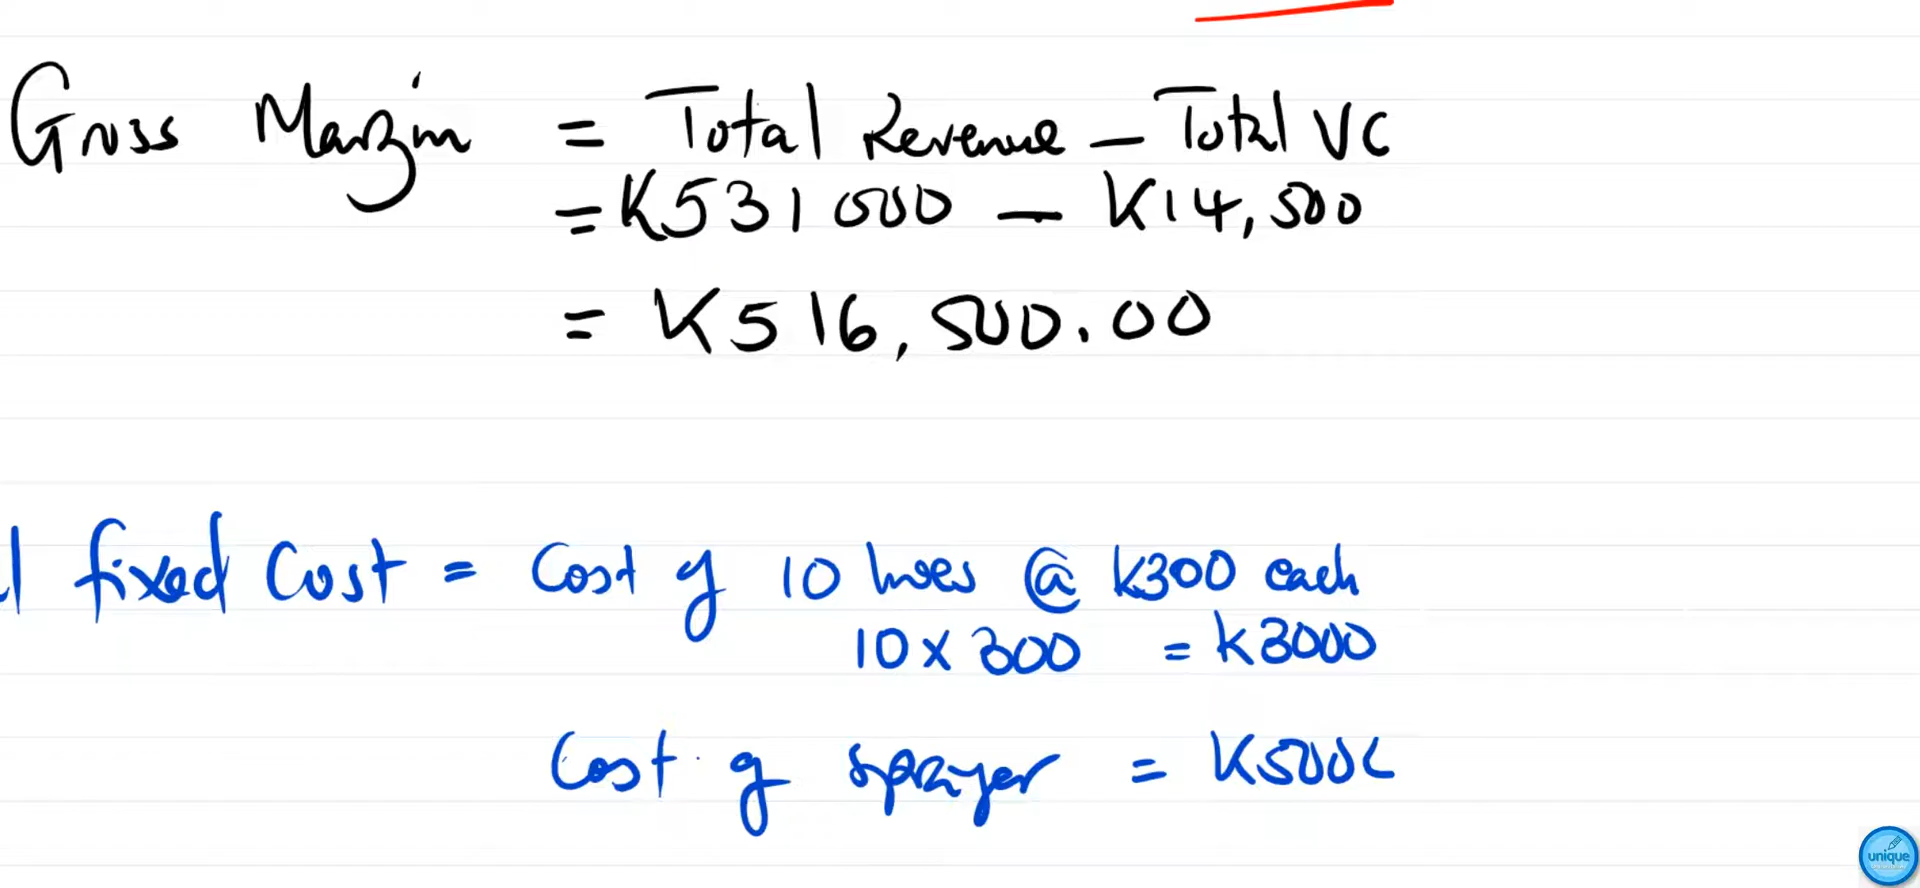 Gross Margin = Total Revenue - Total VC
= K531 000 - K14,500
= K516,500.00
l fixed Cost = Cost of 10 hoes @ K300 each
10 x 300 = K3000
Cost of sprayer =
unique